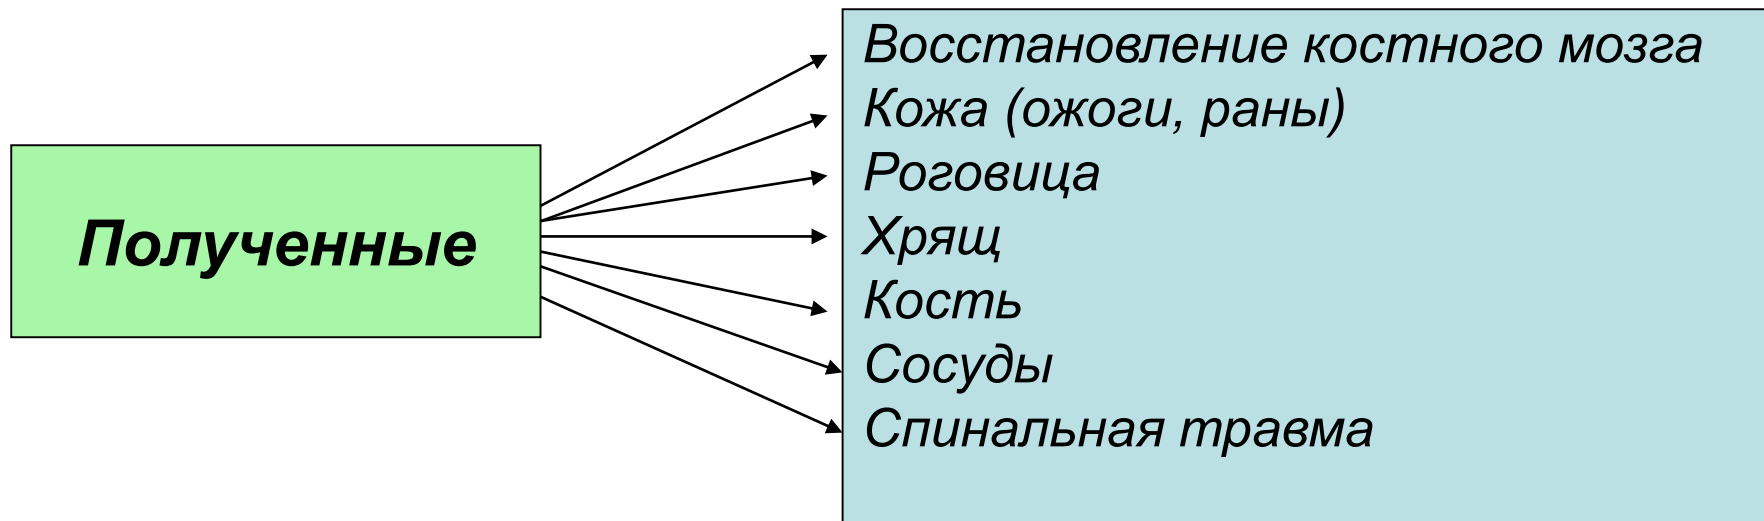 Полученные
Восстановление костного мозга
Кожа (ожоги, раны)
Роговица
Хрящ
Кость
Сосуды
Спинальная травма